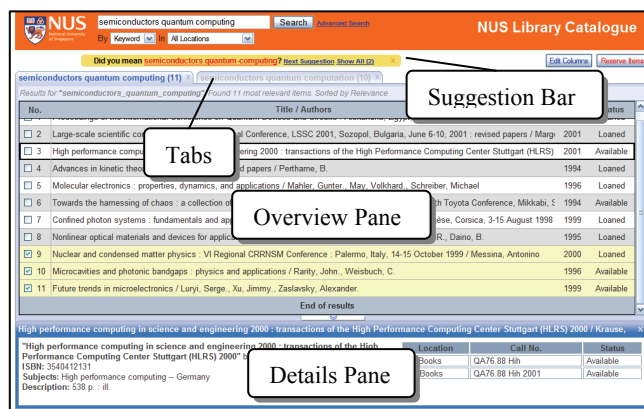 NUS
National University of Singapore
semiconductors quantum computing
Search
Advanced Search
By Keyword in All Locations
NUS Library Catalogue
Did you mean semiconductors quantum-computing? Next Suggestion Show All (2) x
Edit Columns
Reserve Items
semiconductors quantum computing (11) x
semiconductors quantum computation (10) x
Results for "semiconductors_quantum_computing". Found 11 most relevant items. Sorted by Relevance
Suggestion Bar
Tabs
No. Title / Authors Status
2 Large-scale scientific Conference, LSSC 2001, Sozopol, Bulgaria, June 6-10, 2001 : revised papers / 2001 Loaned
3 High performance engineering 2000 : transactions of the High Performance Computing Center Stuttgart (HLRS) 2001 Available
4 Advances in kinetic papers / Perthame, B. 1994 Loaned
5 Molecular electronics : properties, dynamics, and applications / Mahler, Gunter., May, Volkhard., Schreiber, Michael 1996 Loaned
6 Towards the harnessing of chaos : a collection Toyota Conference, Mikkabi, 1994 Available
7 Confined photon systems : fundamentals and Corsica, 3-15 August 1998 1999 Loaned
8 Nonlinear optical materials and devices for R., Daino, B. 1995 Loaned
9 Nuclear and condensed matter physics : VI Regional CRRNSM Conference : Palermo, Italy, 14-15 October 1999 / Messina, Antonino 2000 Loaned
10 Microcavities and photonic bandgaps : physics and applications / Rarity, John., Weisbuch, C. 1996 Available
11 Future trends in microelectronics / Luryi, Serge., Xu, Jimmy., Zaslavsky, Alexander. 1999 Available
Overview Pane
End of results
High performance computing in science and engineering 2000 : transactions of the High Performance Computing Center Stuttgart (HLRS) 2000 / Krause, x
"High performance computing in science and engineering 2000 : transactions of the High
Performance Computing Center Stuttgart (HLRS) 2000"
ISBN: 3540412131
Subjects: High performance computing -- Germany
Description: 538 p. : ill.
Details Pane
Location Call No. Status
Books QA76.88 Hih Available
Books QA76.88 Hih 2001 Available